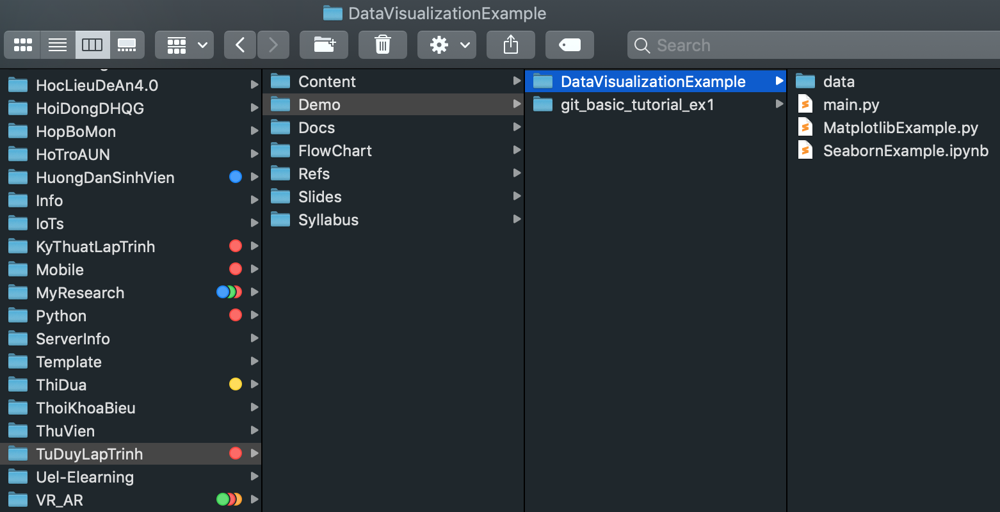 DataVisualizationExample
Search
HocLieuDeAn4.0
HoiDongDHQG
HopBoMon
HoTroAUN
HuongDanSinhVien
Info
IoTs
KyThuatLapTrinh
Mobile
MyResearch
Python
ServerInfo
Template
ThiDua
ThoiKhoaBieu
ThuVien
TuDuyLapTrinh
Uel-Elearning
VR_AR
Content
Demo
Docs
FlowChart
Refs
Slides
Syllabus
DataVisualizationExample
git_basic_tutorial_ex1
data
main.py
MatplotlibExample.py
SeabornExample.ipynb